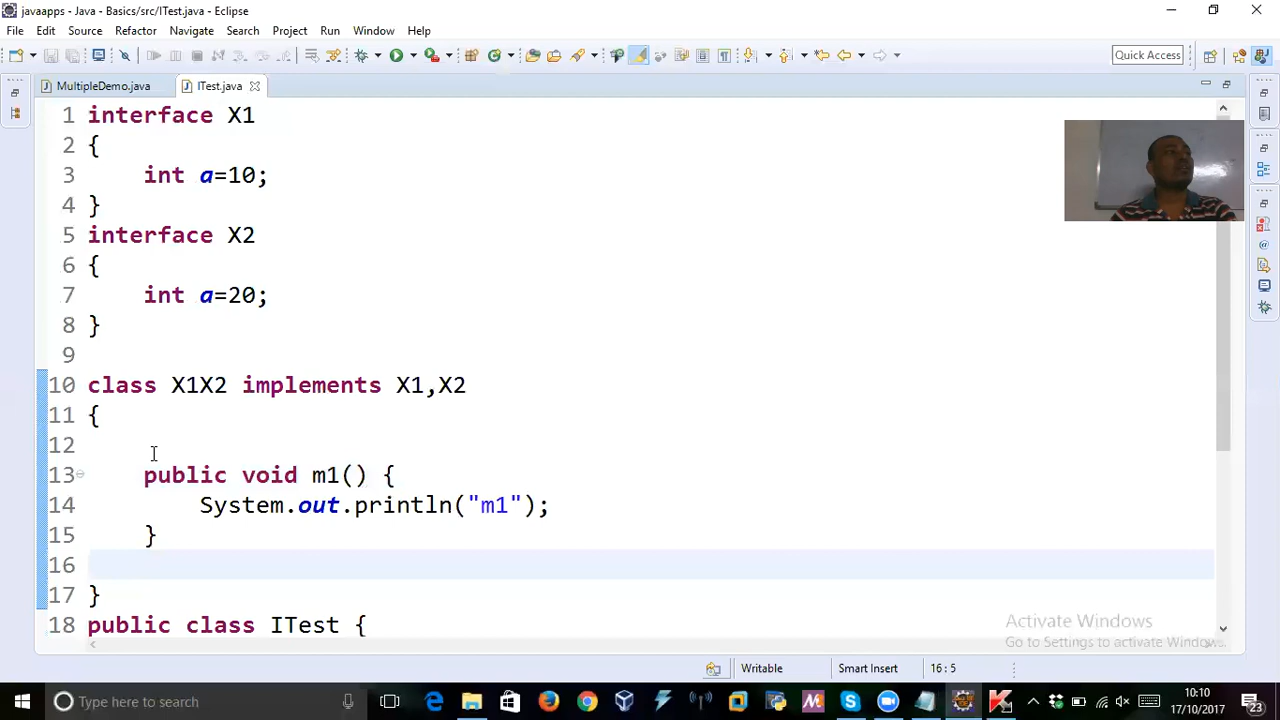 javaapps - Java - Basics/src/ITest.java - Eclipse
File Edit Source Refactor Navigate Search Project Run Window Help
Quick Access
MultipleDemo.java ITest.java
1 interface X1
2 {
3 int a=10;
4 }
5 interface X2
6 {
7 int a=20;
8 }
9
10 class X1X2 implements X1,X2
11 {
12
13 public void m1() {
14 System.out.println("m1");
15 }
16
17 }
18 public class ITest {
Activate Windows
Go to Settings to activate Windows.
Writable Smart Insert 16:5
Type here to search
10:10
17/10/2017
23